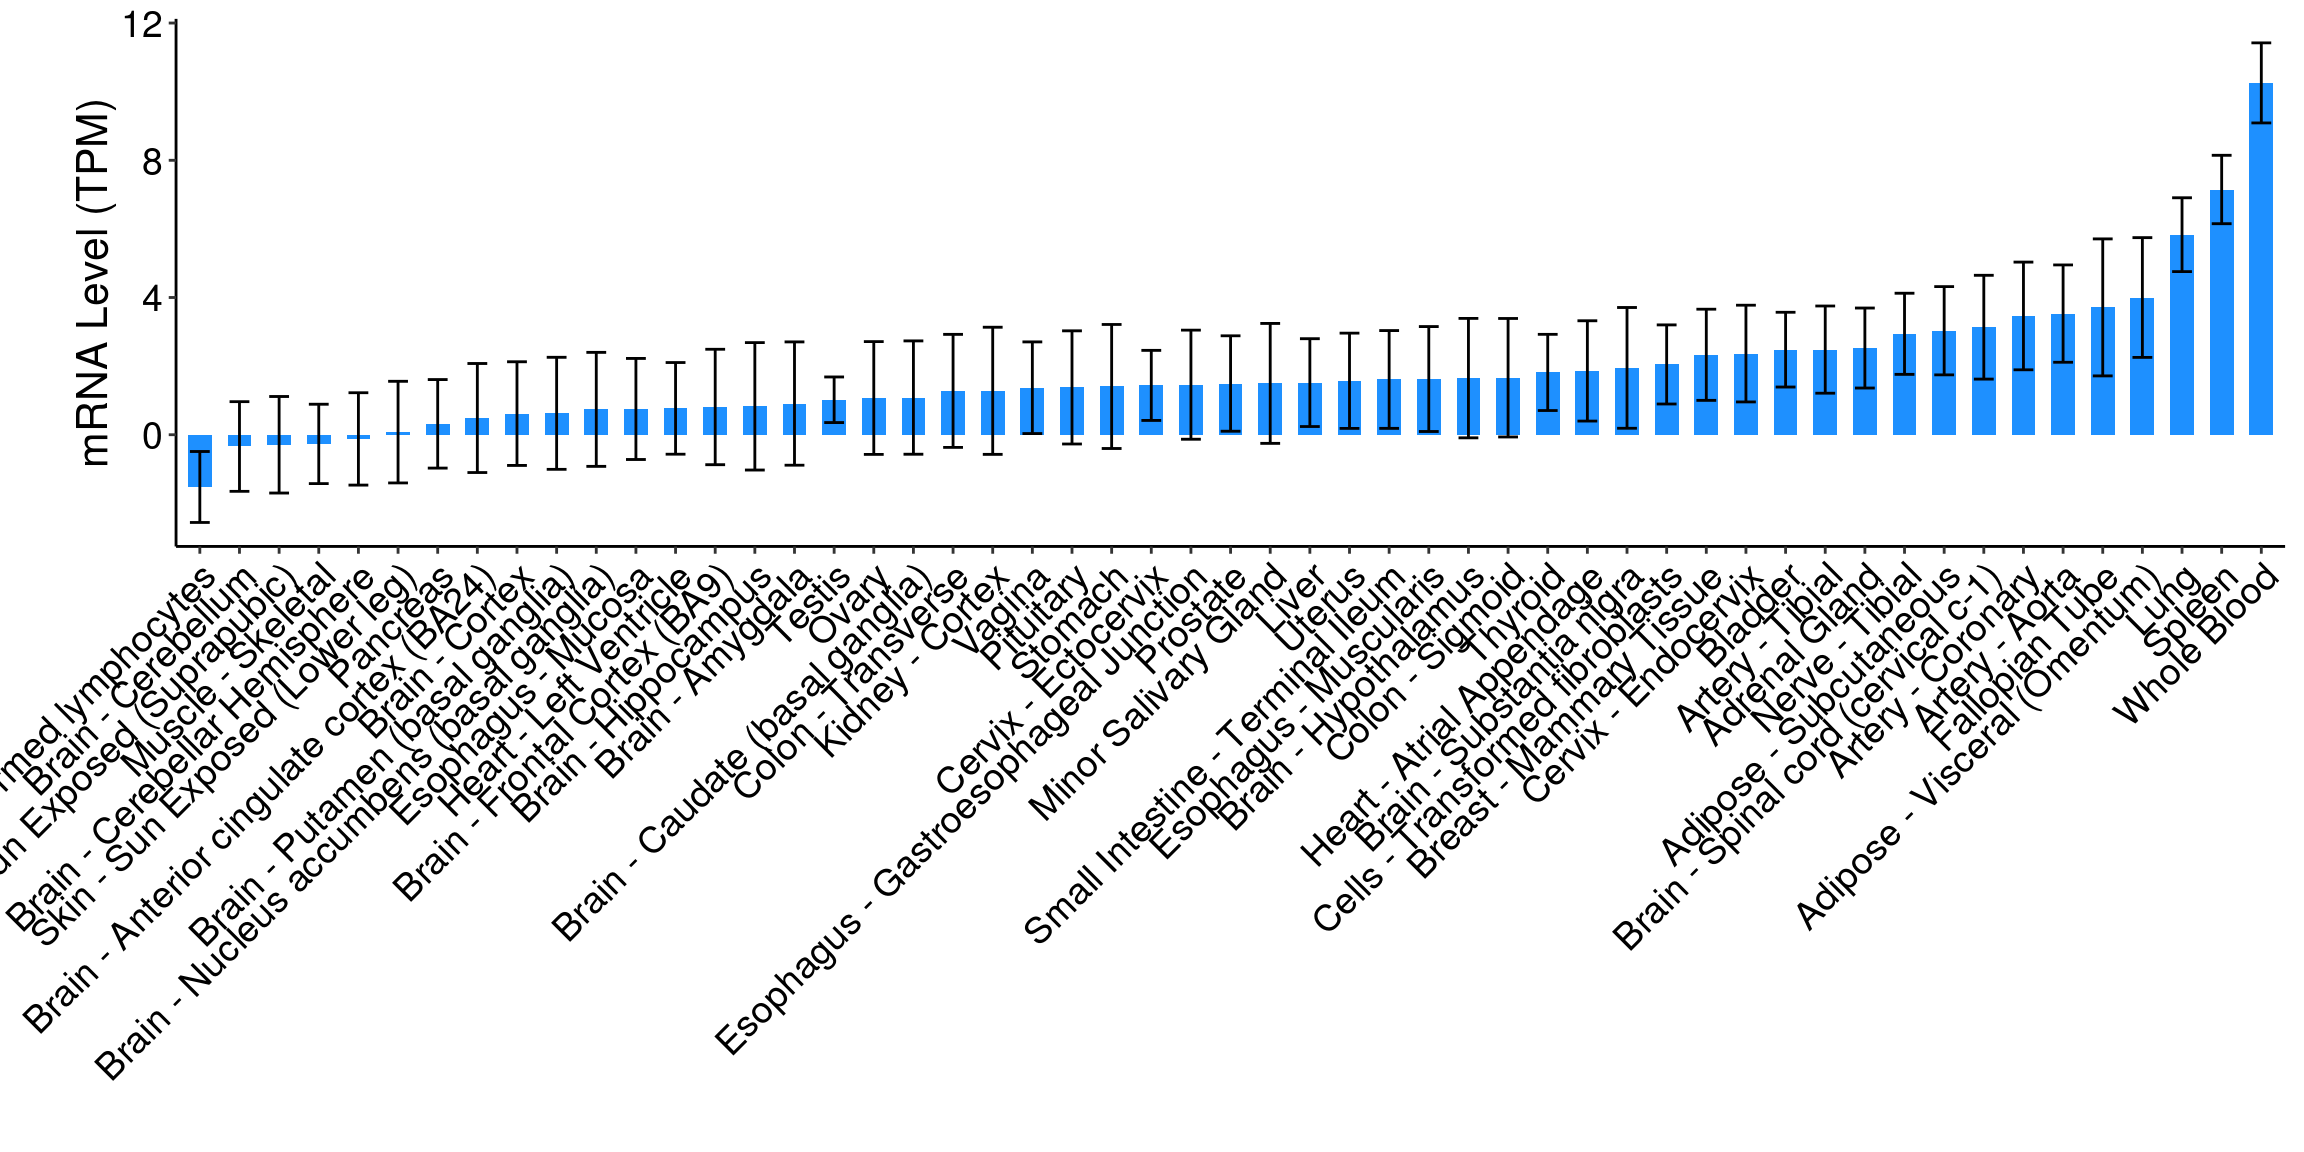 mRNA Level (TPM)
12
8
4
0
rmed lymphocytes
Brain - Cerebellum
un Exposed (Suprapubic)
Muscle - Skeletal
Brain - Cerebellar Hemisphere
Skin - Sun Exposed (Lower leg)
Pancreas
Brain - Anterior cingulate cortex (BA24)
Brain - Cortex
Brain - Putamen (basal ganglia)
Brain - Nucleus accumbens (basal ganglia)
Esophagus - Mucosa
Heart - Left Ventricle
Brain - Frontal Cortex (BA9)
Brain - Hippocampus
Brain - Amygdala
Testis
Ovary
Brain - Caudate (basal ganglia)
Colon - Transverse
Kidney - Cortex
Vagina
Pituitary
Stomach
Cervix - Ectocervix
Esophagus - Gastroesophageal Junction
Prostate
Minor Salivary Gland
Liver
Uterus
Small Intestine - Terminal Ileum
Esophagus - Muscularis
Brain - Hypothalamus
Colon - Sigmoid
Thyroid
Heart - Atrial Appendage
Brain - Substantia nigra
Cells - Transformed fibroblasts
Breast - Mammary Tissue
Cervix - Endocervix
Bladder
Artery - Tibial
Adrenal Gland
Nerve - Tibial
Adipose - Subcutaneous
Brain - Spinal cord (cervical c-1)
Artery - Coronary
Artery - Aorta
Fallopian Tube
Adipose - Visceral (Omentum)
Lung
Spleen
Whole Blood